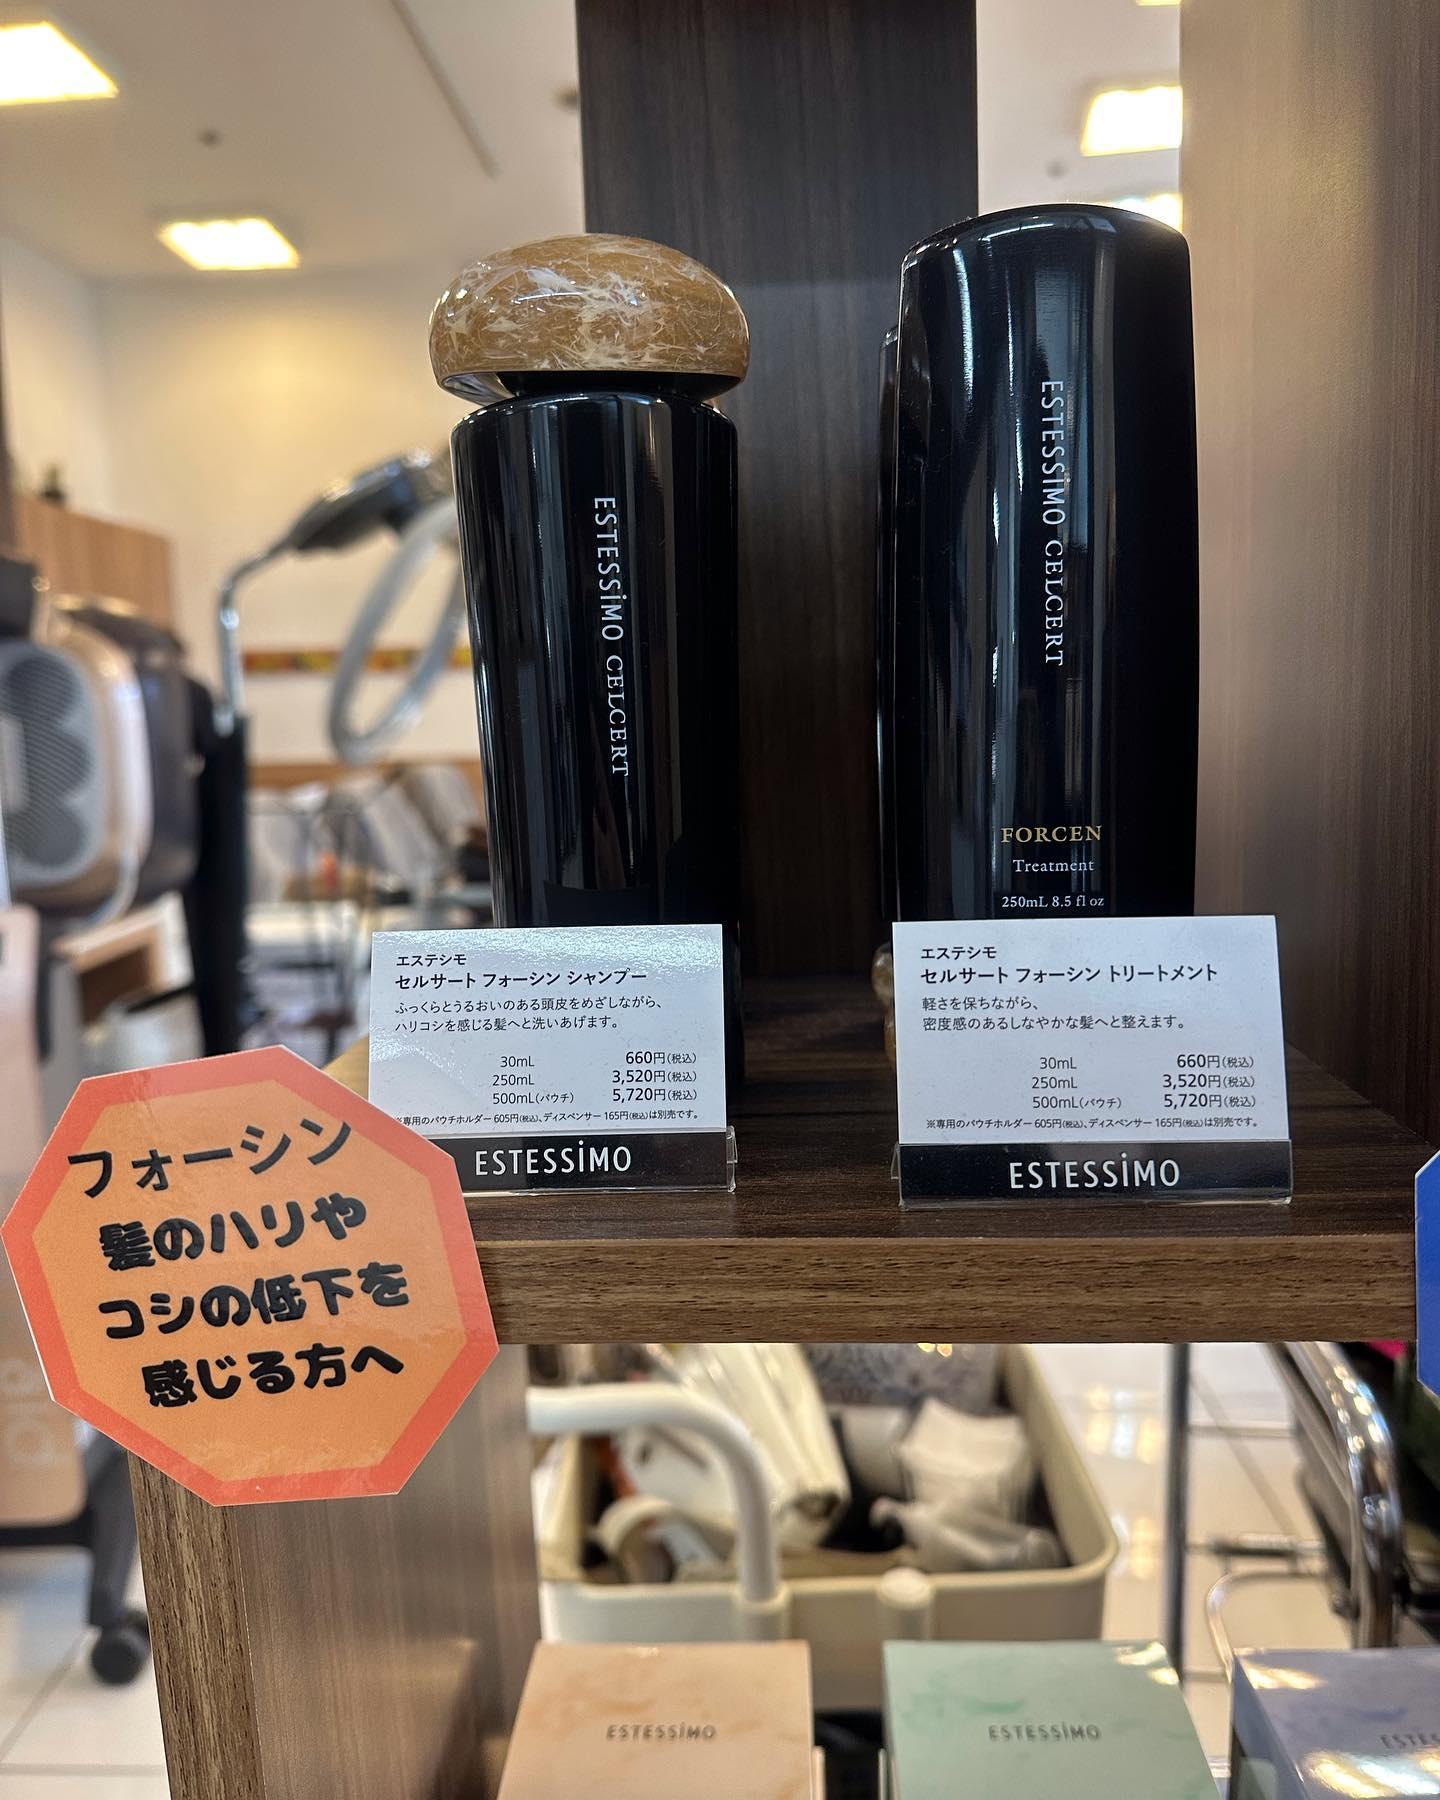 ESTESSiMO CELCERT
ESTESSiMO CELCERT
FORCEN
Treatment
250mL 8.5 fl oz
エステシモ
セルサート フォーシン シャンプー
ふっくらとうるおいのある頭皮をめざしながら、
ハリコシを感じる髪へと洗いあげます。
30mL 660円(税込)
250mL 3,520円(税込)
500mL(パウチ) 5,720円(税込)
※専用のパウチホルダー605円(税込)、ディスペンサー165円(税込)は別売です。
ESTESSiMO
エステシモ
セルサート フォーシン トリートメント
軽さを保ちながら、
密度感のあるしなやかな髪へと整えます。
30mL 660円(税込)
250mL 3,520円(税込)
500mL(パウチ) 5,720円(税込)
※専用のパウチホルダー605円(税込)、ディスペンサー165円(税込)は別売です。
ESTESSiMO
フォーシン
髪のハリや
コシの低下を
感じる方へ
ESTESSiMO
ESTESSiMO